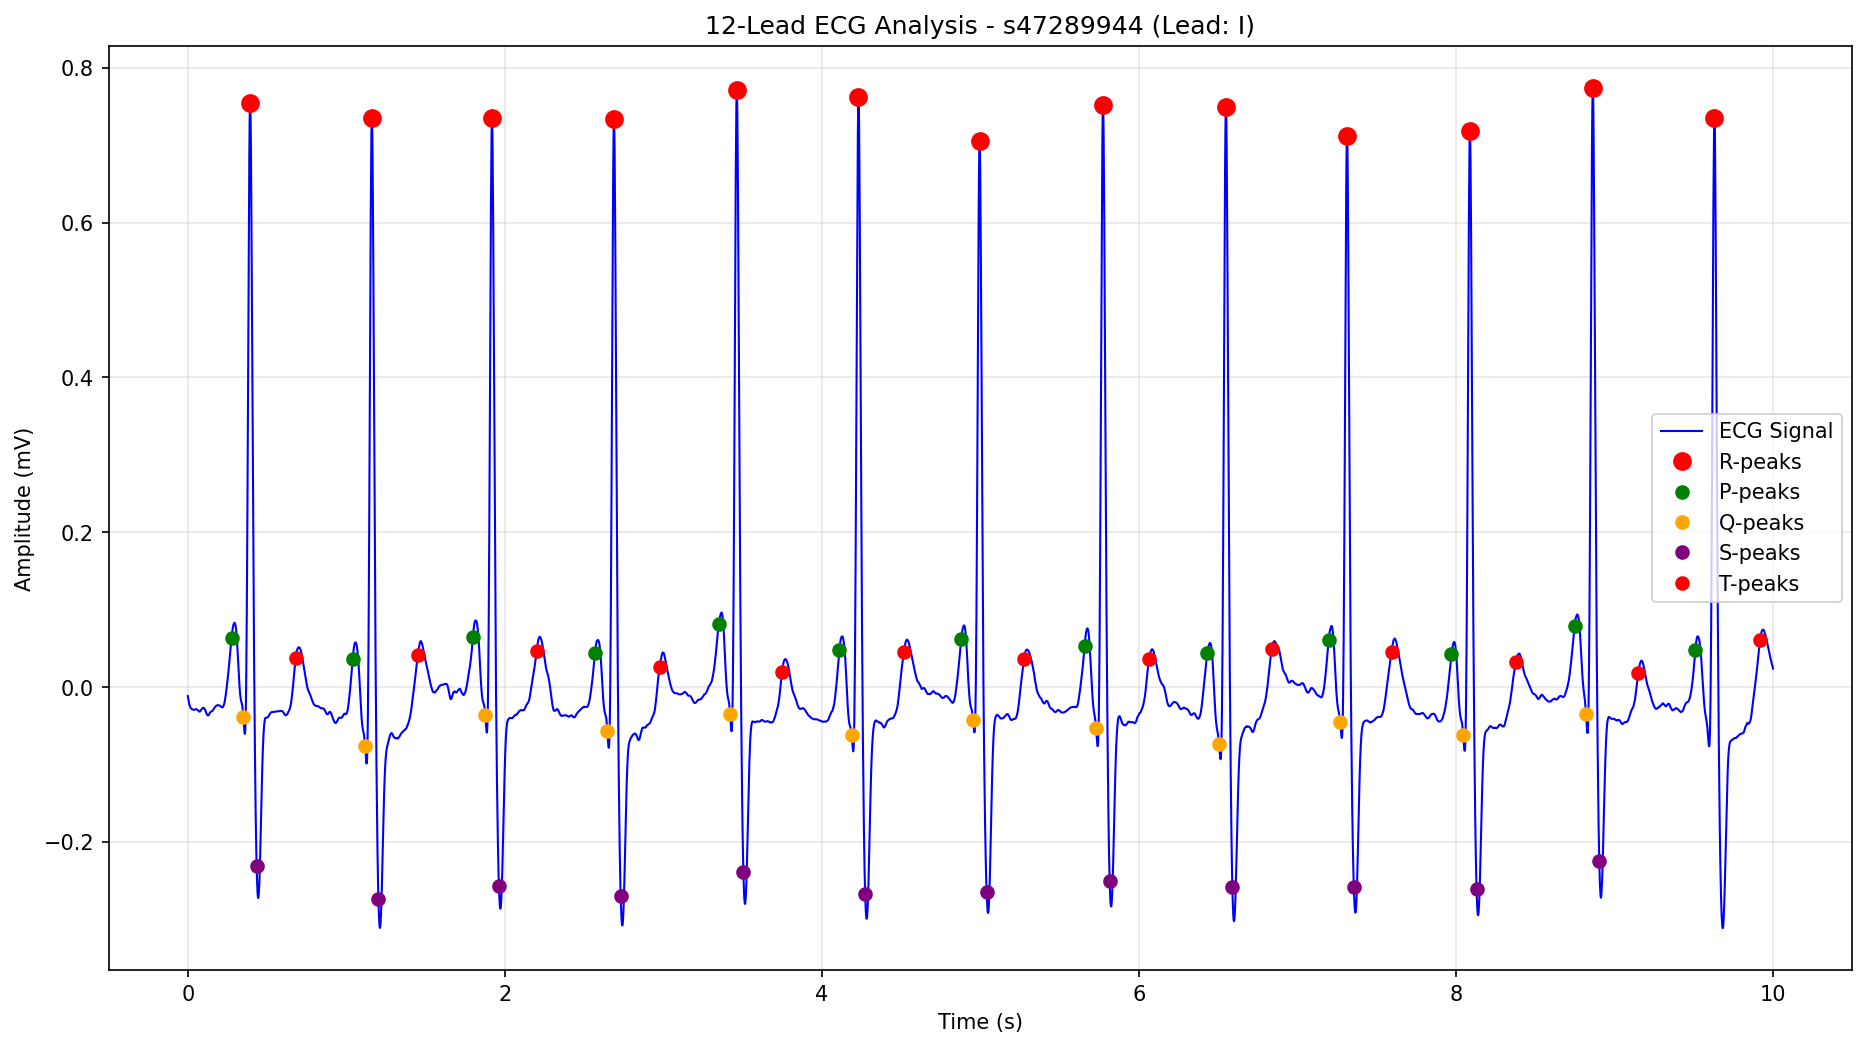 12-Lead ECG Analysis - s47289944 (Lead: I)
Amplitude (mV)
0.8
0.6
0.4
0.2
0.0
−0.2
ECG Signal
R-peaks
P-peaks
Q-peaks
S-peaks
T-peaks
0 2 4 6 8 10
Time (s)